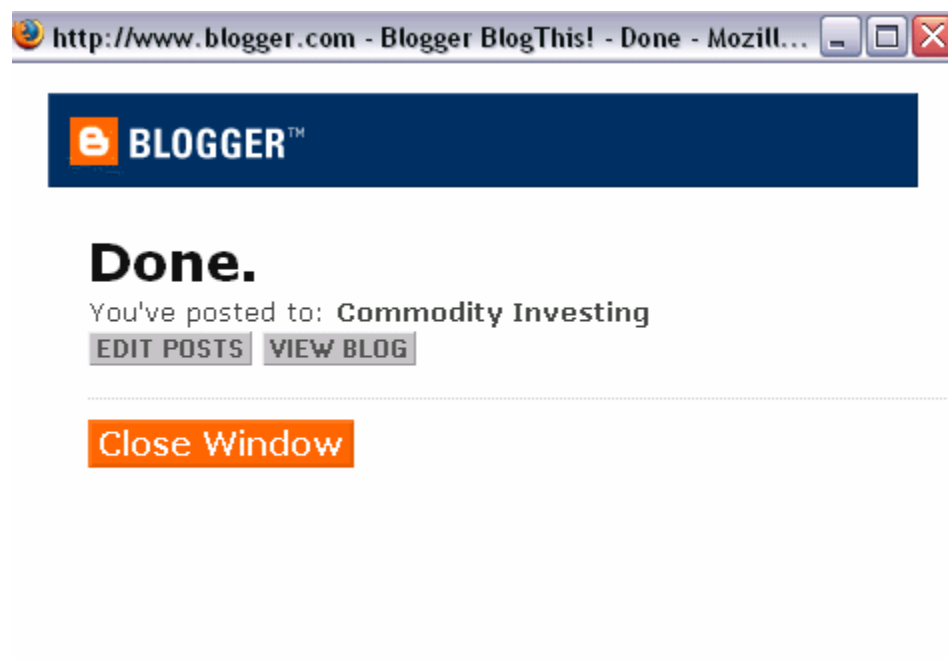 http://www.blogger.com - Blogger BlogThis! - Done - Mozill...
BLOGGER™
Done.
You've posted to: Commodity Investing
EDIT POSTS VIEW BLOG
Close Window